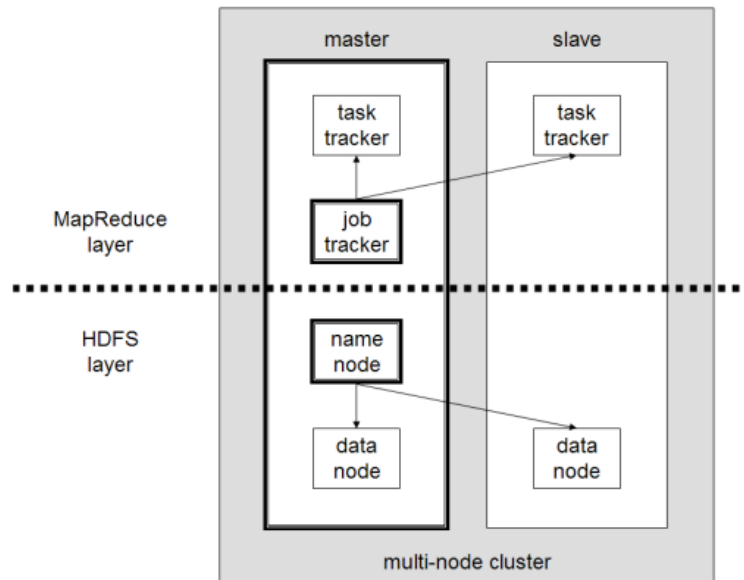 master
slave
task
tracker
task
tracker
MapReduce
layer
job
tracker
HDFS
layer
name
node
data
node
data
node
multi-node cluster